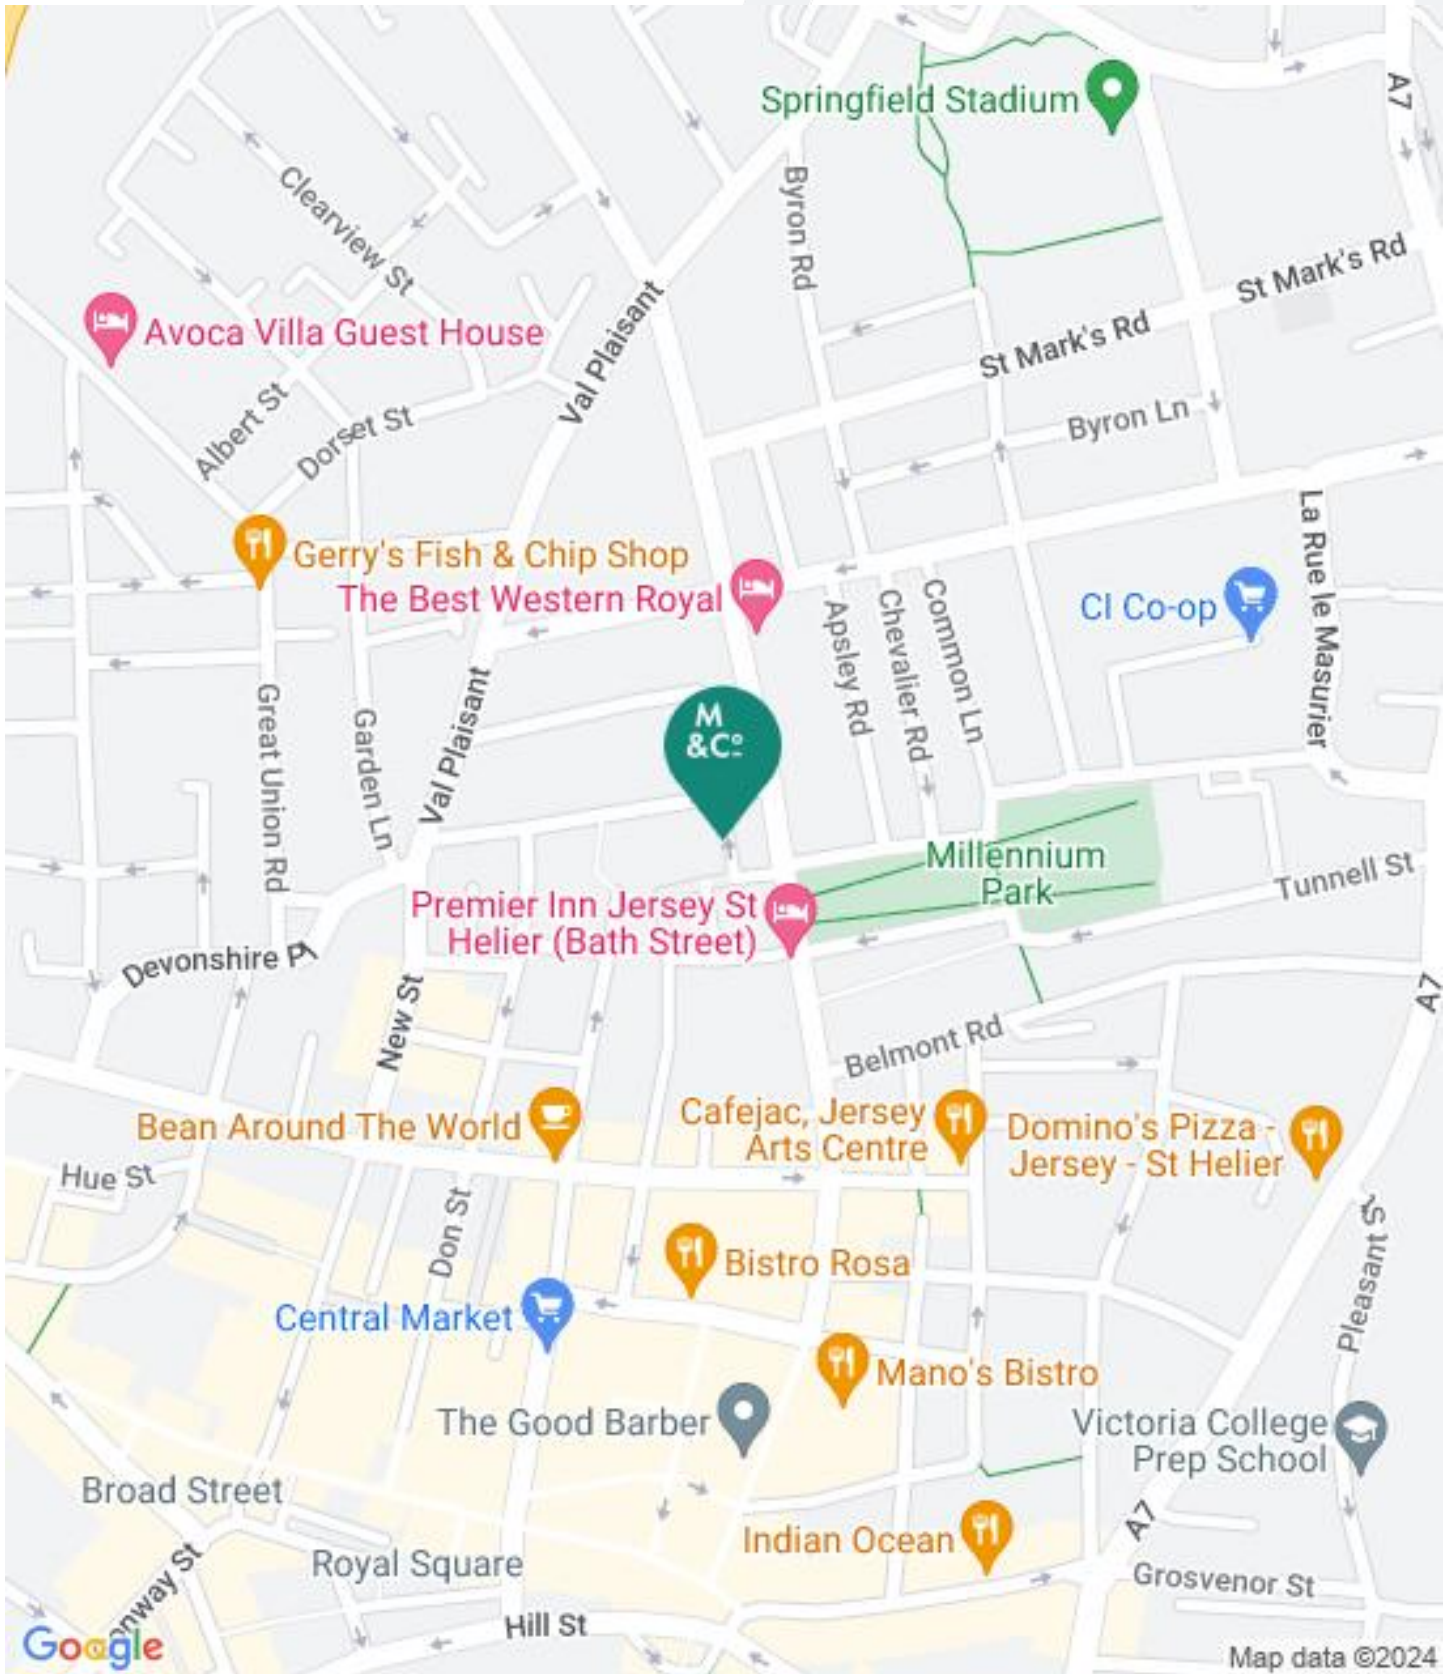 Springfield Stadium
A7
Byron Rd
Clearview St
St Mark's Rd
Avoca Villa Guest House
Val Plaisant
St Mark's Rd
Albert St
Dorset St
Byron Ln
La Rue le Masurier
Gerry's Fish & Chip Shop
The Best Western Royal
CI Co-op
Apsley Rd
Chevalier Rd
Common Ln
Great Union Rd
Garden Ln
Val Plaisant
M
&Co
Millennium
Park
Tunnell St
Premier Inn Jersey St
Helier (Bath Street)
Devonshire Pl
New St
A7
Belmont Rd
Bean Around The World
Cafejac, Jersey
Arts Centre
Domino's Pizza -
Jersey - St Helier
Hue St
Don St
Pleasant St
Bistro Rosa
Central Market
Mano's Bistro
The Good Barber
Victoria College
Prep School
Broad Street
A7
Indian Ocean
Royal Square
Grosvenor St
Hill St
Google
Map data ©2024